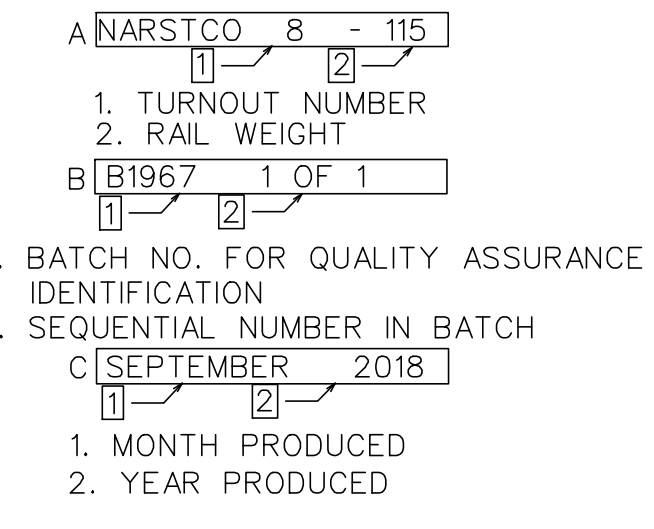 A NARSTCO 8 - 115
1 2
1. TURNOUT NUMBER
2. RAIL WEIGHT
B B1967 1 OF 1
1 2
. BATCH NO. FOR QUALITY ASSURANCE
IDENTIFICATION
. SEQUENTIAL NUMBER IN BATCH
C SEPTEMBER 2018
1 2
1. MONTH PRODUCED
2. YEAR PRODUCED